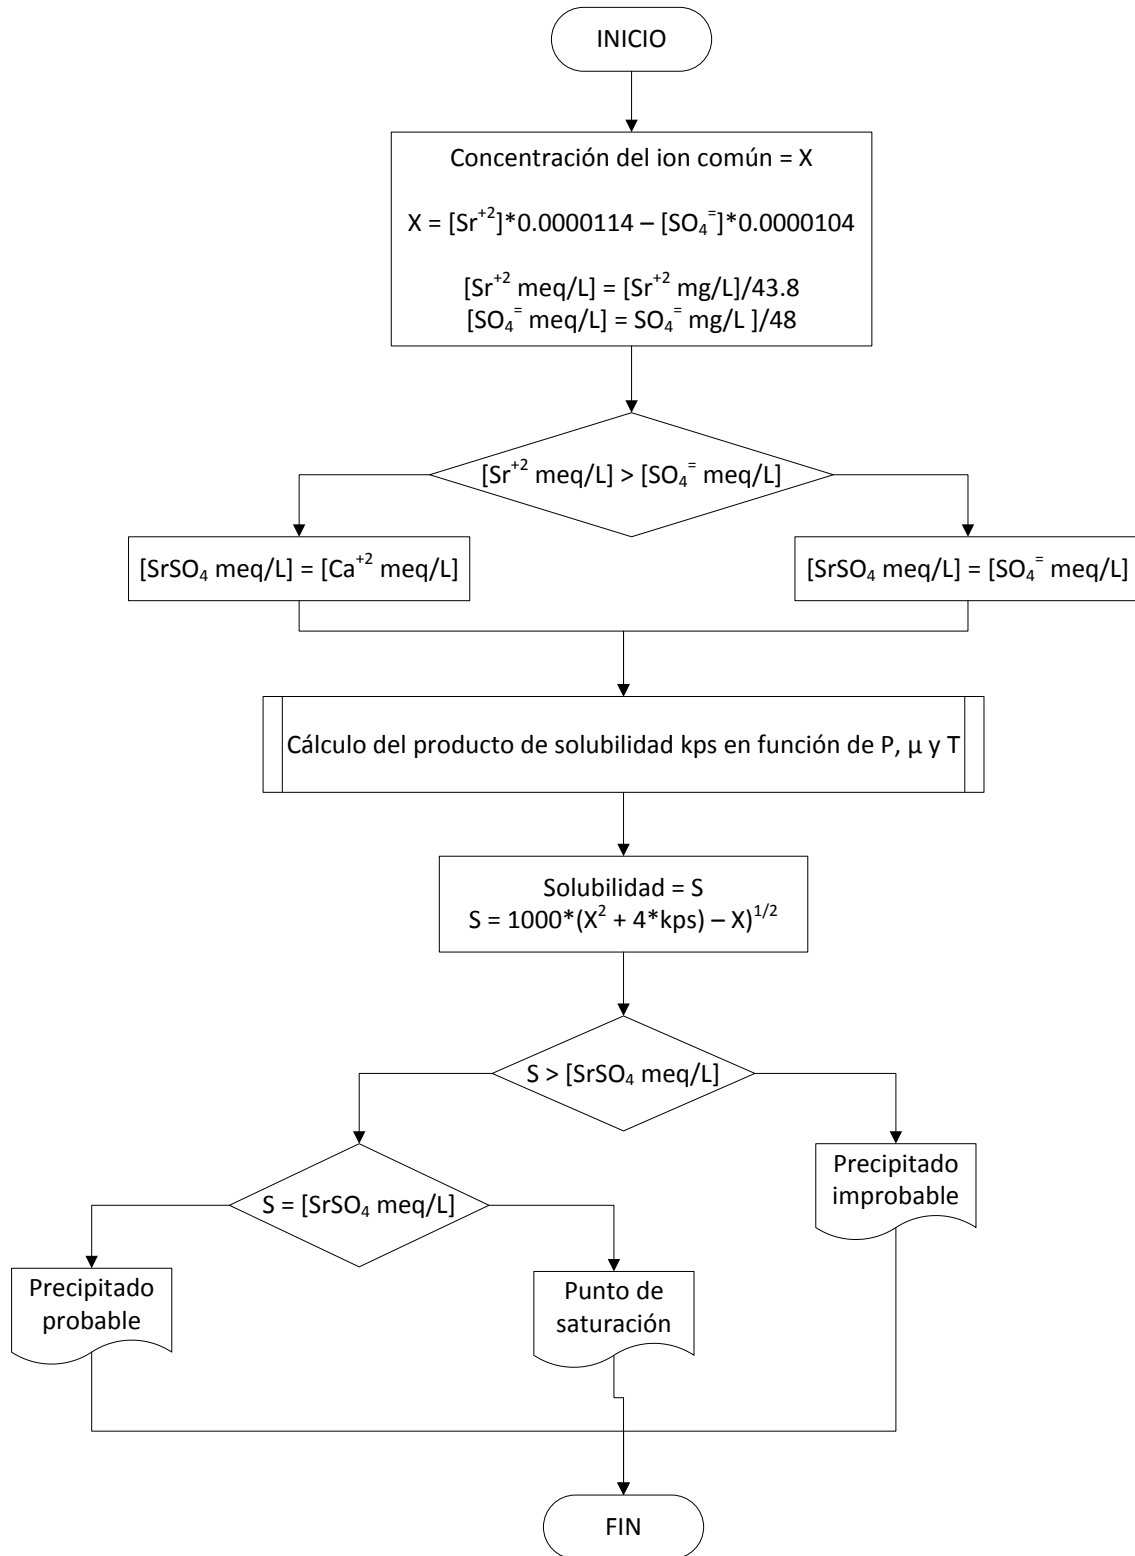 INICIO
Concentración del ion común = X
X = [Sr⁺²]*0.0000114 – [SO₄⁼]*0.0000104
[Sr⁺² meq/L] = [Sr⁺² mg/L]/43.8
[SO₄⁼ meq/L] = SO₄⁼ mg/L ]/48
[Sr⁺² meq/L] > [SO₄⁼ meq/L]
[SrSO₄ meq/L] = [Ca⁺² meq/L]
[SrSO₄ meq/L] = [SO₄⁼ meq/L]
Cálculo del producto de solubilidad kps en función de P, µ y T
Solubilidad = S
S = 1000*(X² + 4*kps) – X)¹/²
S > [SrSO₄ meq/L]
Precipitado
improbable
S = [SrSO₄ meq/L]
Precipitado
probable
Punto de
saturación
FIN